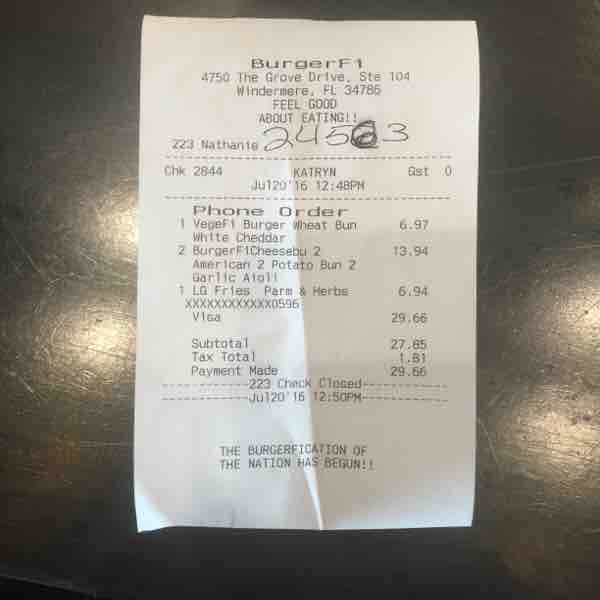 BurgerFi
4750 The Grove Drive, Ste 104
Windermere, FL 34786
FEEL GOOD
ABOUT EATING!!
223 Nathanie
Chk 2844 KATRYN Gst 0
Jul20'16 12:48PM
Phone Order
1 VegeFi Burger Wheat Bun 6.97
White Cheddar
2 BurgerFiCheesebu 2 13.94
American 2 Potato Bun 2
Garlic Aioli
1 LG Fries Parm & Herbs 6.94
XXXXXXXXXXXX0596
Visa 29.66
Subtotal 27.85
Tax Total 1.81
Payment Made 29.66
223 Check Closed
Jul20'16 12:50PM
THE BURGERFICATION OF
THE NATION HAS BEGUN!!